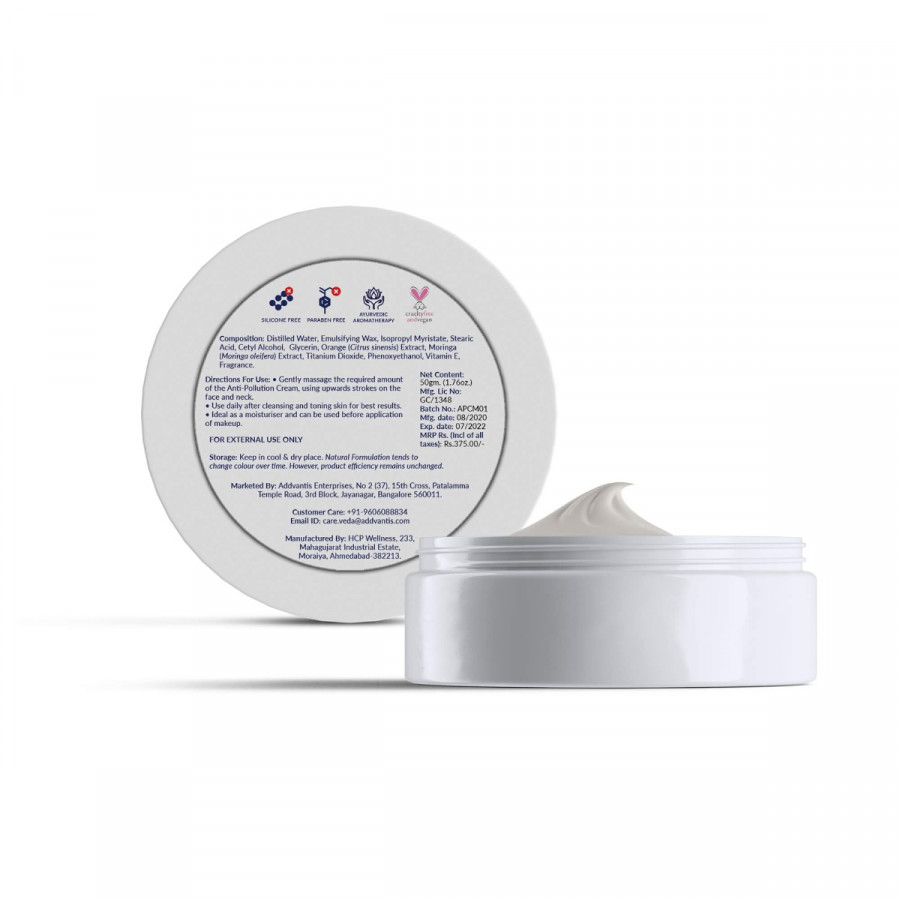 SILICONE FREE
PARABEN FREE
AYURVEDIC
AROMATHERAPY
crueltyfree
andvegan
Composition: Distilled Water, Emulsifying Wax, Isopropyl Myristate, Stearic
Acid, Cetyl Alcohol, Glycerin, Orange (Citrus sinensis) Extract, Moringa
(Moringa oleifera) Extract, Titanium Dioxide, Phenoxyethanol, Vitamin E,
Fragrance.
Directions For Use: • Gently massage the required amount
of the Anti-Pollution Cream, using upwards strokes on the
face and neck.
• Use daily after cleansing and toning skin for best results.
• Ideal as a moisturiser and can be used before application
of makeup.
FOR EXTERNAL USE ONLY
Net Content:
50gm. (1.76oz.)
Mfg. Lic No:
GC/1348
Batch No.: APCM01
Mfg. date: 08/2020
Exp. date: 07/2022
MRP Rs. (Incl of all
taxes): Rs.375.00/-
Storage: Keep in cool & dry place. Natural Formulation tends to
change colour over time. However, product efficiency remains unchanged.
Marketed By: Addvantis Enterprises, No 2 (37), 15th Cross, Patalamma
Temple Road, 3rd Block, Jayanagar, Bangalore 560011.
Customer Care: +91-9606088834
Email ID: care.veda@addvantis.com
Manufactured By: HCP Wellness, 233,
Mahagujarat Industrial Estate,
Moraiya, Ahmedabad-382213.